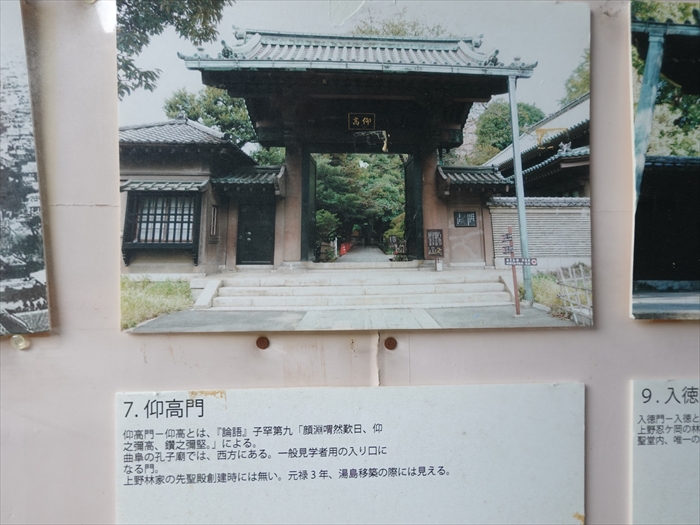 仰高
7. 仰高門
仰高門ー仰高とは、『論語』子罕第九「顔淵喟然歎日、仰
之彌高、鑽之彌堅。」による。
曲阜の孔子廟では、西方にある。一般見学者用の入り口に
なる門。
上野林家の先聖殿創建時には無い。元禄3年、湯島移築の際には見える。
9. 入徳
入徳門ー入徳と
上野忍ケ岡の林
聖堂内、唯一の